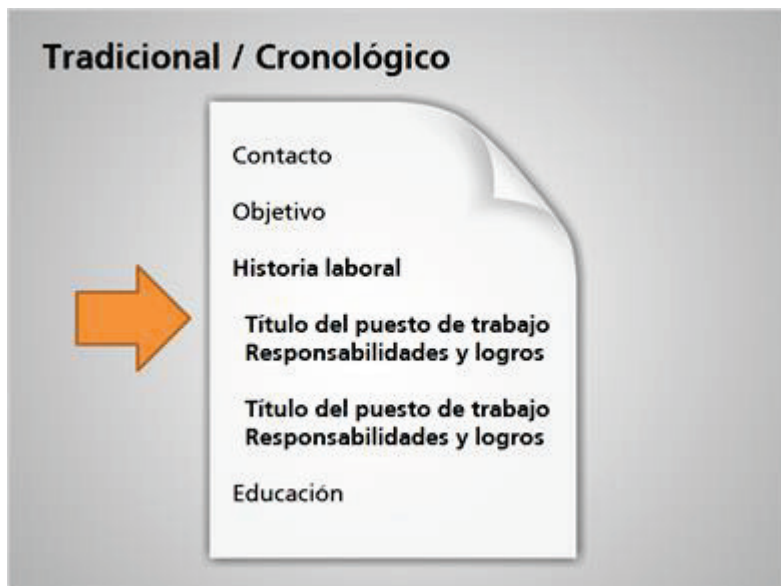 Tradicional / Cronológico
Contacto
Objetivo
Historia laboral
Título del puesto de trabajo
Responsabilidades y logros
Título del puesto de trabajo
Responsabilidades y logros
Educación